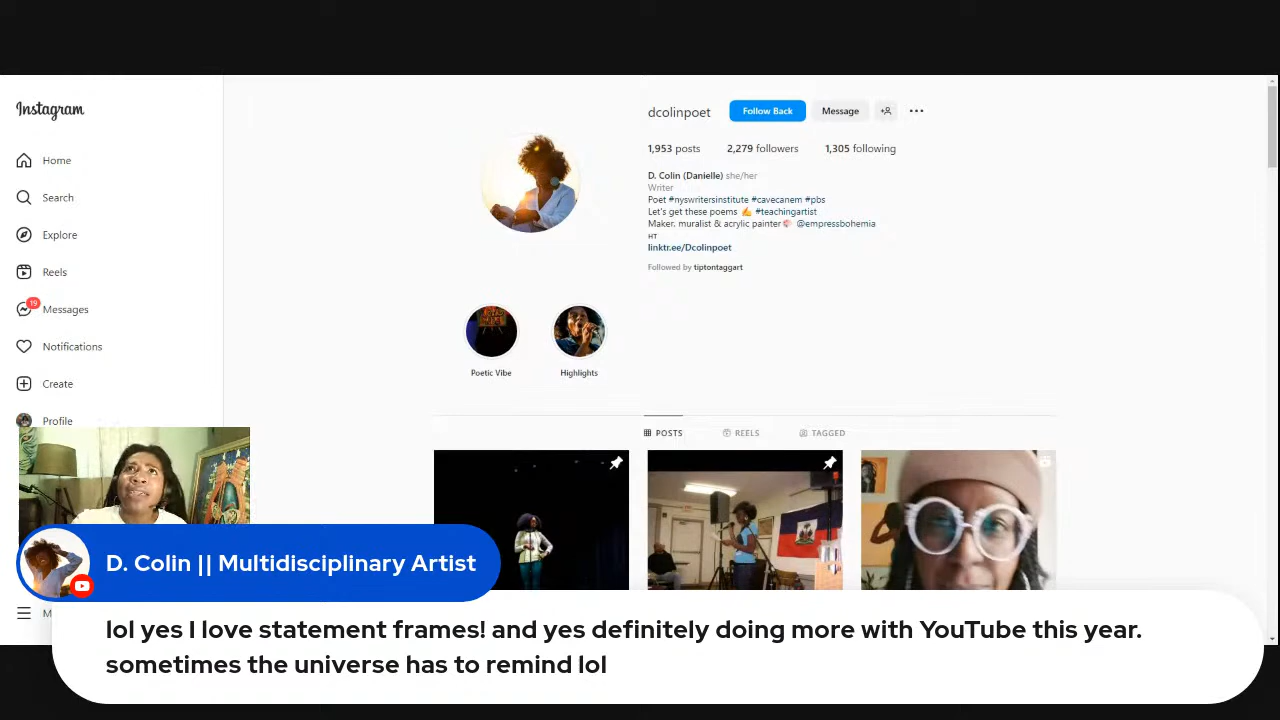 Instagram
Home
Search
Explore
Reels
19
Messages
Notifications
Create
Profile
M
dcolinpoet Follow Back Message
1,953 posts 2,279 followers 1,305 following
D. Colin (Danielle) she/her
Writer
Poet #nyswritersinstitute #cavecanem #pbs
Let's get these poems ✍️ #teachingartist
Maker. muralist & acrylic painter @empressbohemia
HT
linktr.ee/Dcolinpoet
Followed by tiptontaggart
Poetic Vibe Highlights
POSTS REELS TAGGED
D. Colin || Multidisciplinary Artist
lol yes I love statement frames! and yes definitely doing more with YouTube this year.
sometimes the universe has to remind lol